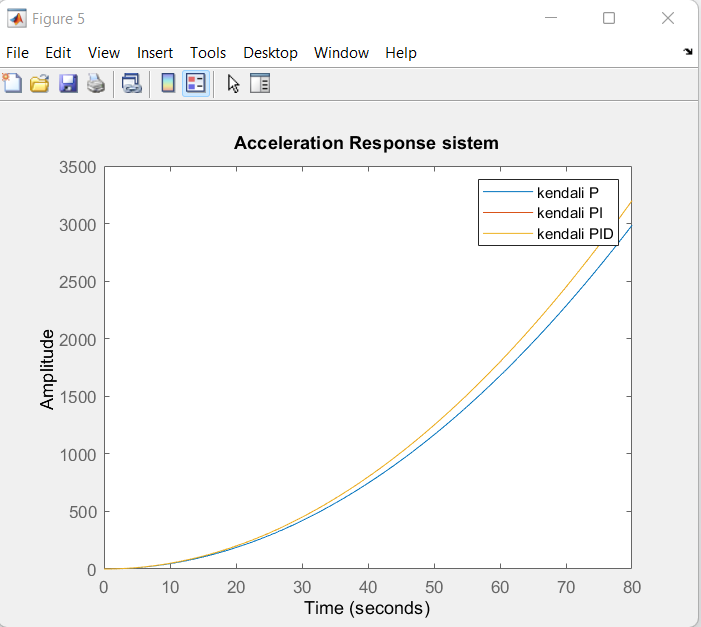 Figure 5
File Edit View Insert Tools Desktop Window Help
Acceleration Response sistem
3500
3000
2500
2000
1500
1000
500
0
Amplitude
kendali P
kendali PI
kendali PID
0 10 20 30 40 50 60 70 80
Time (seconds)